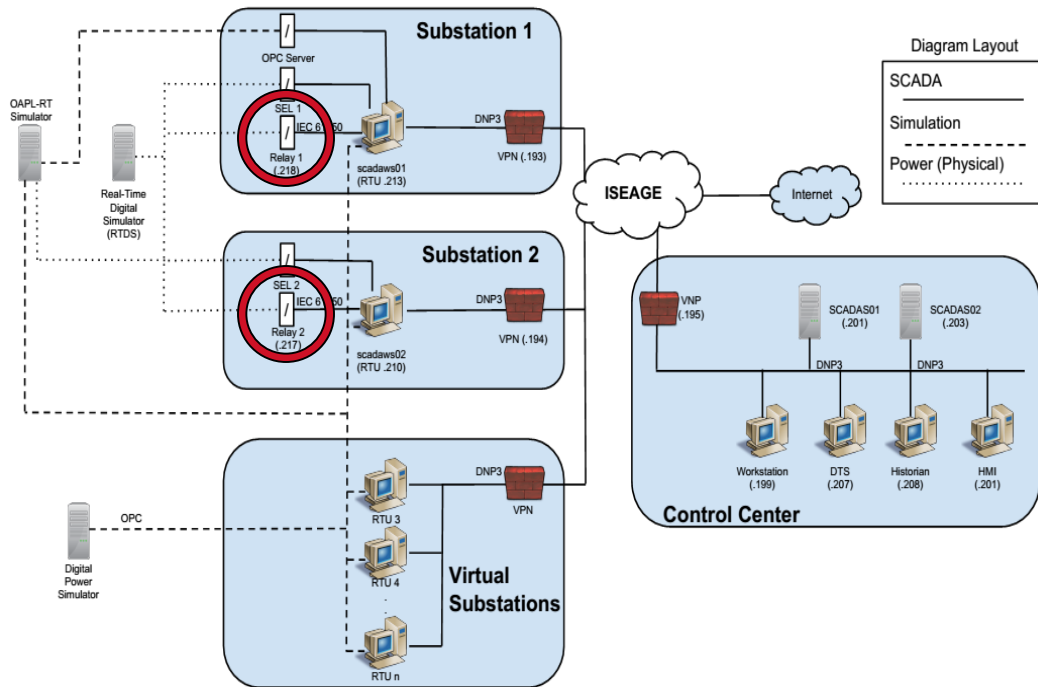 Substation 1
OPC Server
SEL 1
IEC 6 50
Relay 1
(.218)
scadaws01
(RTU .213)
DNP3
VPN (.193)
OAPL-RT
Simulator
Real-Time
Digital
Simulator
(RTDS)
Substation 2
SEL 2
IEC 6 50
Relay 2
(.217)
scadaws02
(RTU .210)
DNP3
VPN (.194)
ISEAGE
Internet
Diagram Layout
SCADA
Simulation
Power (Physical)
VNP
(.195)
SCADAS01
(.201)
SCADAS02
(.203)
DNP3
DNP3
Workstation
(.199)
DTS
(.207)
Historian
(.208)
HMI
(.201)
Control Center
OPC
Digital
Power
Simulator
RTU 3
RTU 4
.
.
RTU n
DNP3
VPN
Virtual
Substations